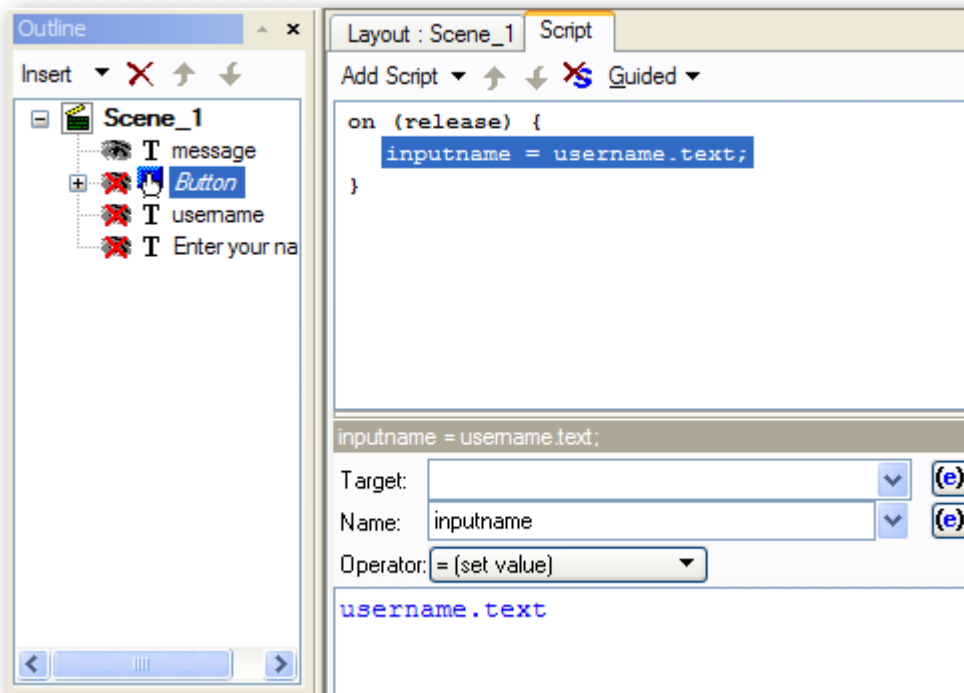 Outline
Insert
Scene_1
message
Button
username
Enter your na
Layout : Scene_1 Script
Add Script Guided
on (release) {
inputname = username.text;
}
inputname = username.text;
Target:
(e)
Name: inputname
(e)
Operator: = (set value)
username.text